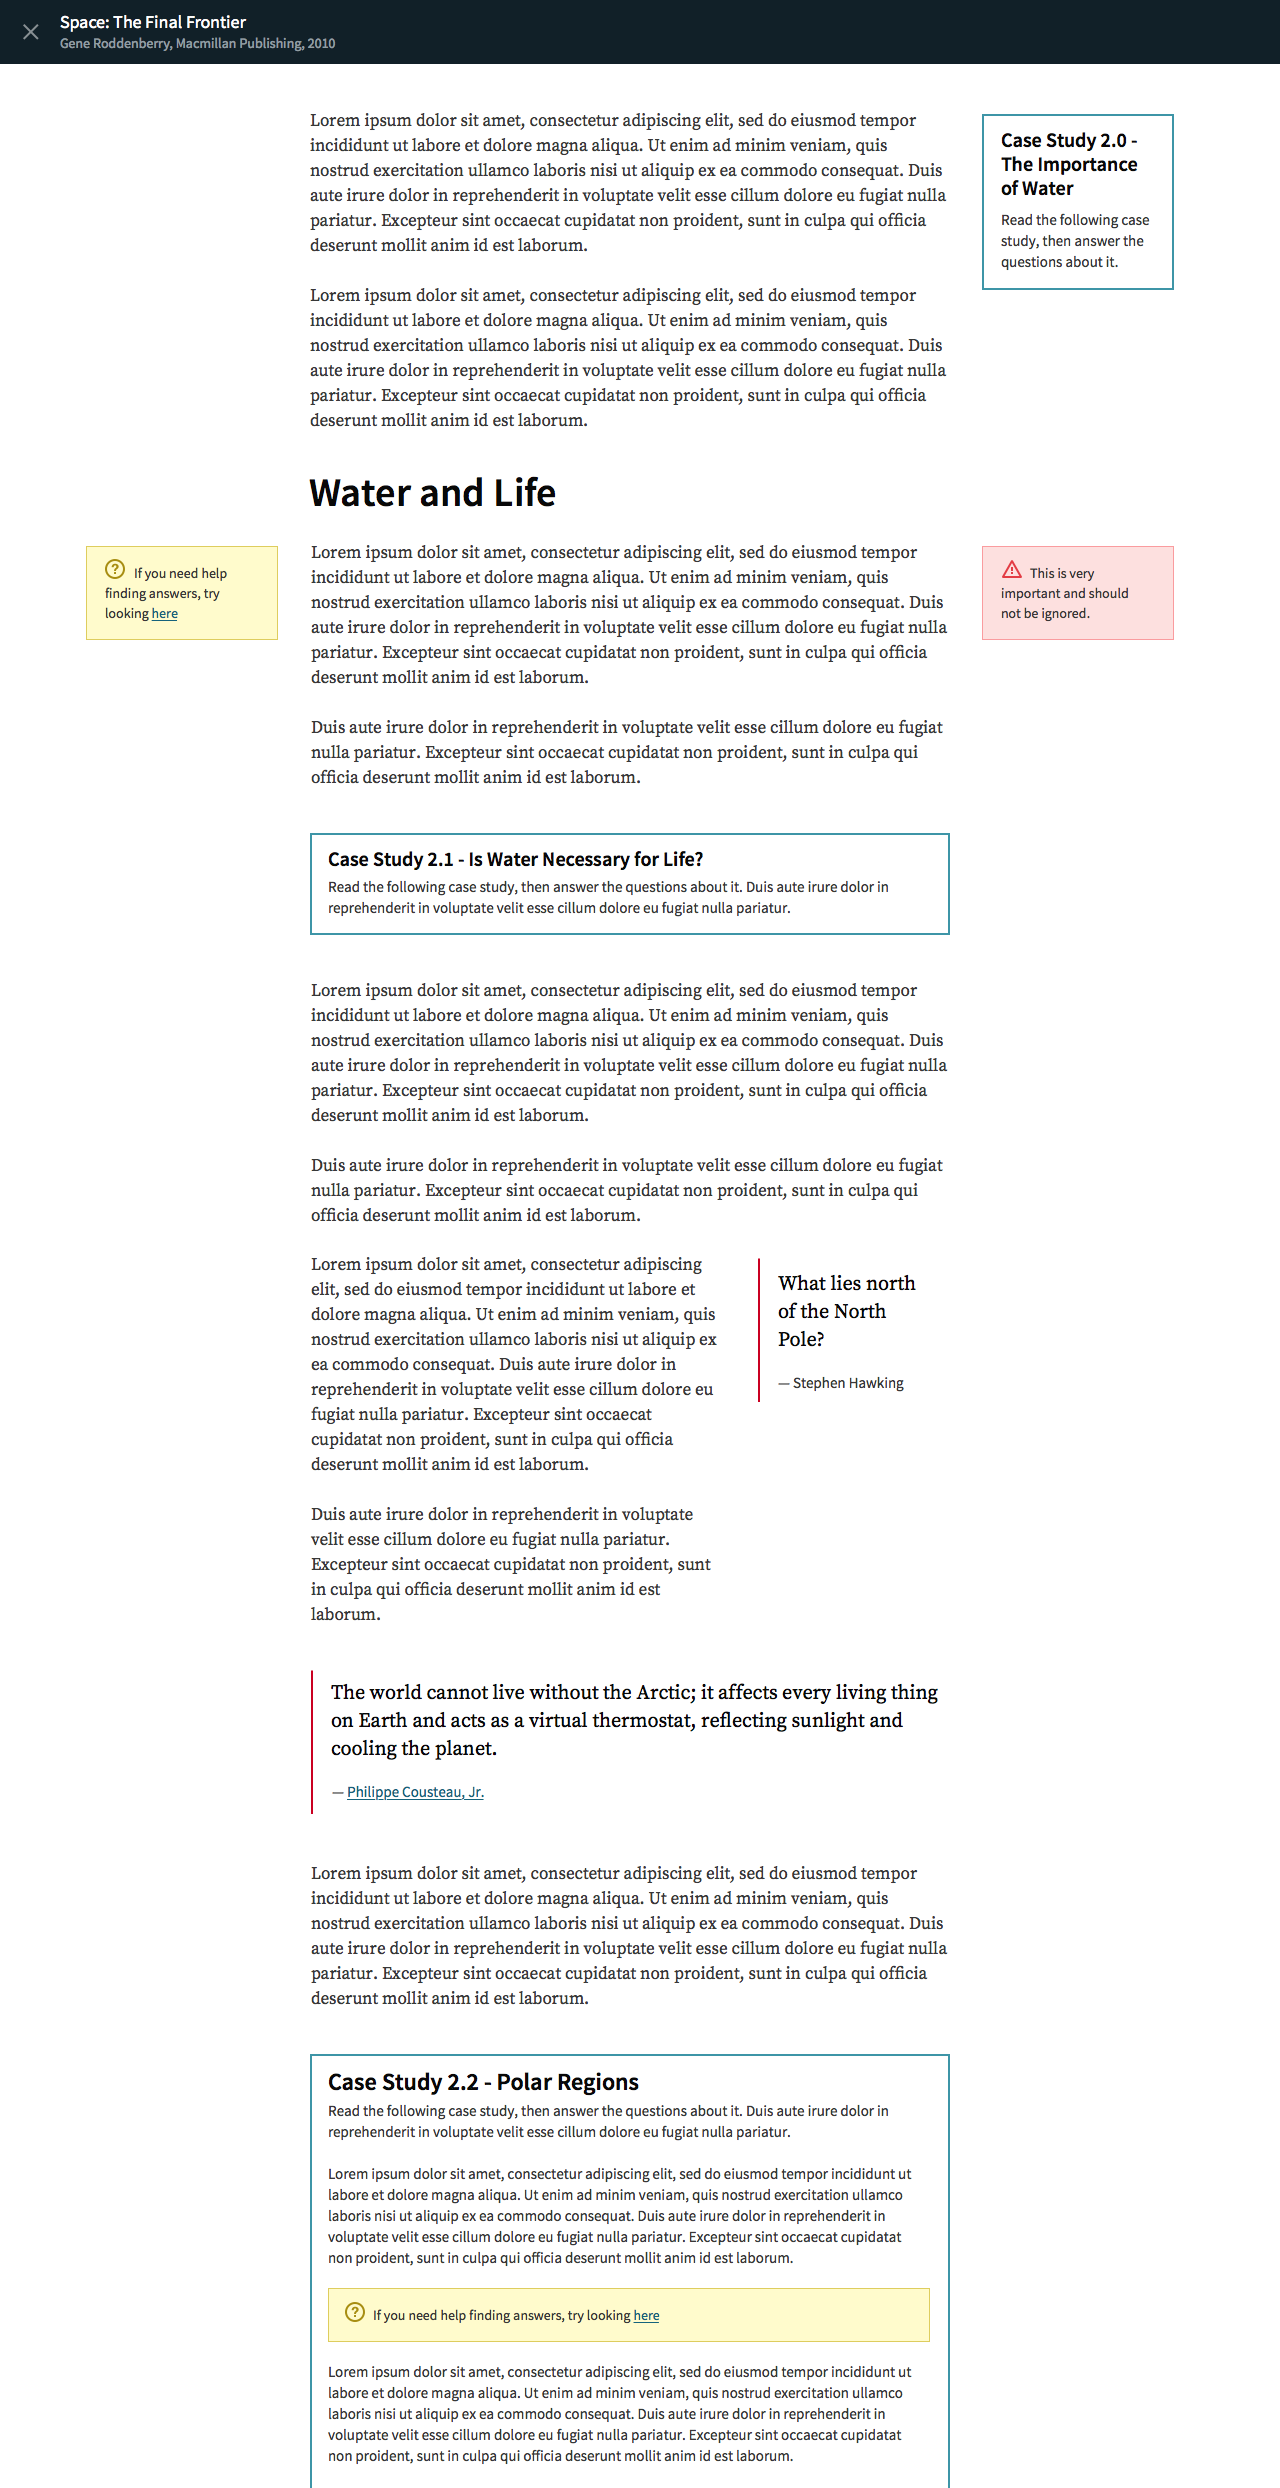 Space: The Final Frontier
Gene Roddenberry, Macmillan Publishing, 2010
Lorem ipsum dolor sit amet, consectetur adipiscing elit, sed do eiusmod tempor
incididunt ut labore et dolore magna aliqua. Ut enim ad minim veniam, quis
nostrud exercitation ullamco laboris nisi ut aliquip ex ea commodo consequat. Duis
aute irure dolor in reprehenderit in voluptate velit esse cillum dolore eu fugiat nulla
pariatur. Excepteur sint occaecat cupidatat non proident, sunt in culpa qui officia
deserunt mollit anim id est laborum.
Case Study 2.0 -
The Importance
of Water
Read the following case
study, then answer the
questions about it.
Lorem ipsum dolor sit amet, consectetur adipiscing elit, sed do eiusmod tempor
incididunt ut labore et dolore magna aliqua. Ut enim ad minim veniam, quis
nostrud exercitation ullamco laboris nisi ut aliquip ex ea commodo consequat. Duis
aute irure dolor in reprehenderit in voluptate velit esse cillum dolore eu fugiat nulla
pariatur. Excepteur sint occaecat cupidatat non proident, sunt in culpa qui officia
deserunt mollit anim id est laborum.
Water and Life
If you need help
finding answers, try
looking here
Lorem ipsum dolor sit amet, consectetur adipiscing elit, sed do eiusmod tempor
incididunt ut labore et dolore magna aliqua. Ut enim ad minim veniam, quis
nostrud exercitation ullamco laboris nisi ut aliquip ex ea commodo consequat. Duis
aute irure dolor in reprehenderit in voluptate velit esse cillum dolore eu fugiat nulla
pariatur. Excepteur sint occaecat cupidatat non proident, sunt in culpa qui officia
deserunt mollit anim id est laborum.
This is very
important and should
not be ignored.
Duis aute irure dolor in reprehenderit in voluptate velit esse cillum dolore eu fugiat
nulla pariatur. Excepteur sint occaecat cupidatat non proident, sunt in culpa qui
officia deserunt mollit anim id est laborum.
Case Study 2.1 - Is Water Necessary for Life?
Read the following case study, then answer the questions about it. Duis aute irure dolor in
reprehenderit in voluptate velit esse cillum dolore eu fugiat nulla pariatur.
Lorem ipsum dolor sit amet, consectetur adipiscing elit, sed do eiusmod tempor
incididunt ut labore et dolore magna aliqua. Ut enim ad minim veniam, quis
nostrud exercitation ullamco laboris nisi ut aliquip ex ea commodo consequat. Duis
aute irure dolor in reprehenderit in voluptate velit esse cillum dolore eu fugiat nulla
pariatur. Excepteur sint occaecat cupidatat non proident, sunt in culpa qui officia
deserunt mollit anim id est laborum.
Duis aute irure dolor in reprehenderit in voluptate velit esse cillum dolore eu fugiat
nulla pariatur. Excepteur sint occaecat cupidatat non proident, sunt in culpa qui
officia deserunt mollit anim id est laborum.
Lorem ipsum dolor sit amet, consectetur adipiscing
elit, sed do eiusmod tempor incididunt ut labore et
dolore magna aliqua. Ut enim ad minim veniam, quis
nostrud exercitation ullamco laboris nisi ut aliquip ex
ea commodo consequat. Duis aute irure dolor in
reprehenderit in voluptate velit esse cillum dolore eu
fugiat nulla pariatur. Excepteur sint occaecat
cupidatat non proident, sunt in culpa qui officia
deserunt mollit anim id est laborum.
What lies north
of the North
Pole?
— Stephen Hawking
Duis aute irure dolor in reprehenderit in voluptate
velit esse cillum dolore eu fugiat nulla pariatur.
Excepteur sint occaecat cupidatat non proident, sunt
in culpa qui officia deserunt mollit anim id est
laborum.
The world cannot live without the Arctic; it affects every living thing
on Earth and acts as a virtual thermostat, reflecting sunlight and
cooling the planet.
— Philippe Cousteau, Jr.
Lorem ipsum dolor sit amet, consectetur adipiscing elit, sed do eiusmod tempor
incididunt ut labore et dolore magna aliqua. Ut enim ad minim veniam, quis
nostrud exercitation ullamco laboris nisi ut aliquip ex ea commodo consequat. Duis
aute irure dolor in reprehenderit in voluptate velit esse cillum dolore eu fugiat nulla
pariatur. Excepteur sint occaecat cupidatat non proident, sunt in culpa qui officia
deserunt mollit anim id est laborum.
Case Study 2.2 - Polar Regions
Read the following case study, then answer the questions about it. Duis aute irure dolor in
reprehenderit in voluptate velit esse cillum dolore eu fugiat nulla pariatur.
Lorem ipsum dolor sit amet, consectetur adipiscing elit, sed do eiusmod tempor incididunt ut
labore et dolore magna aliqua. Ut enim ad minim veniam, quis nostrud exercitation ullamco
laboris nisi ut aliquip ex ea commodo consequat. Duis aute irure dolor in reprehenderit in
voluptate velit esse cillum dolore eu fugiat nulla pariatur. Excepteur sint occaecat cupidatat
non proident, sunt in culpa qui officia deserunt mollit anim id est laborum.
If you need help finding answers, try looking here
Lorem ipsum dolor sit amet, consectetur adipiscing elit, sed do eiusmod tempor incididunt ut
labore et dolore magna aliqua. Ut enim ad minim veniam, quis nostrud exercitation ullamco
laboris nisi ut aliquip ex ea commodo consequat. Duis aute irure dolor in reprehenderit in
voluptate velit esse cillum dolore eu fugiat nulla pariatur. Excepteur sint occaecat cupidatat
non proident, sunt in culpa qui officia deserunt mollit anim id est laborum.